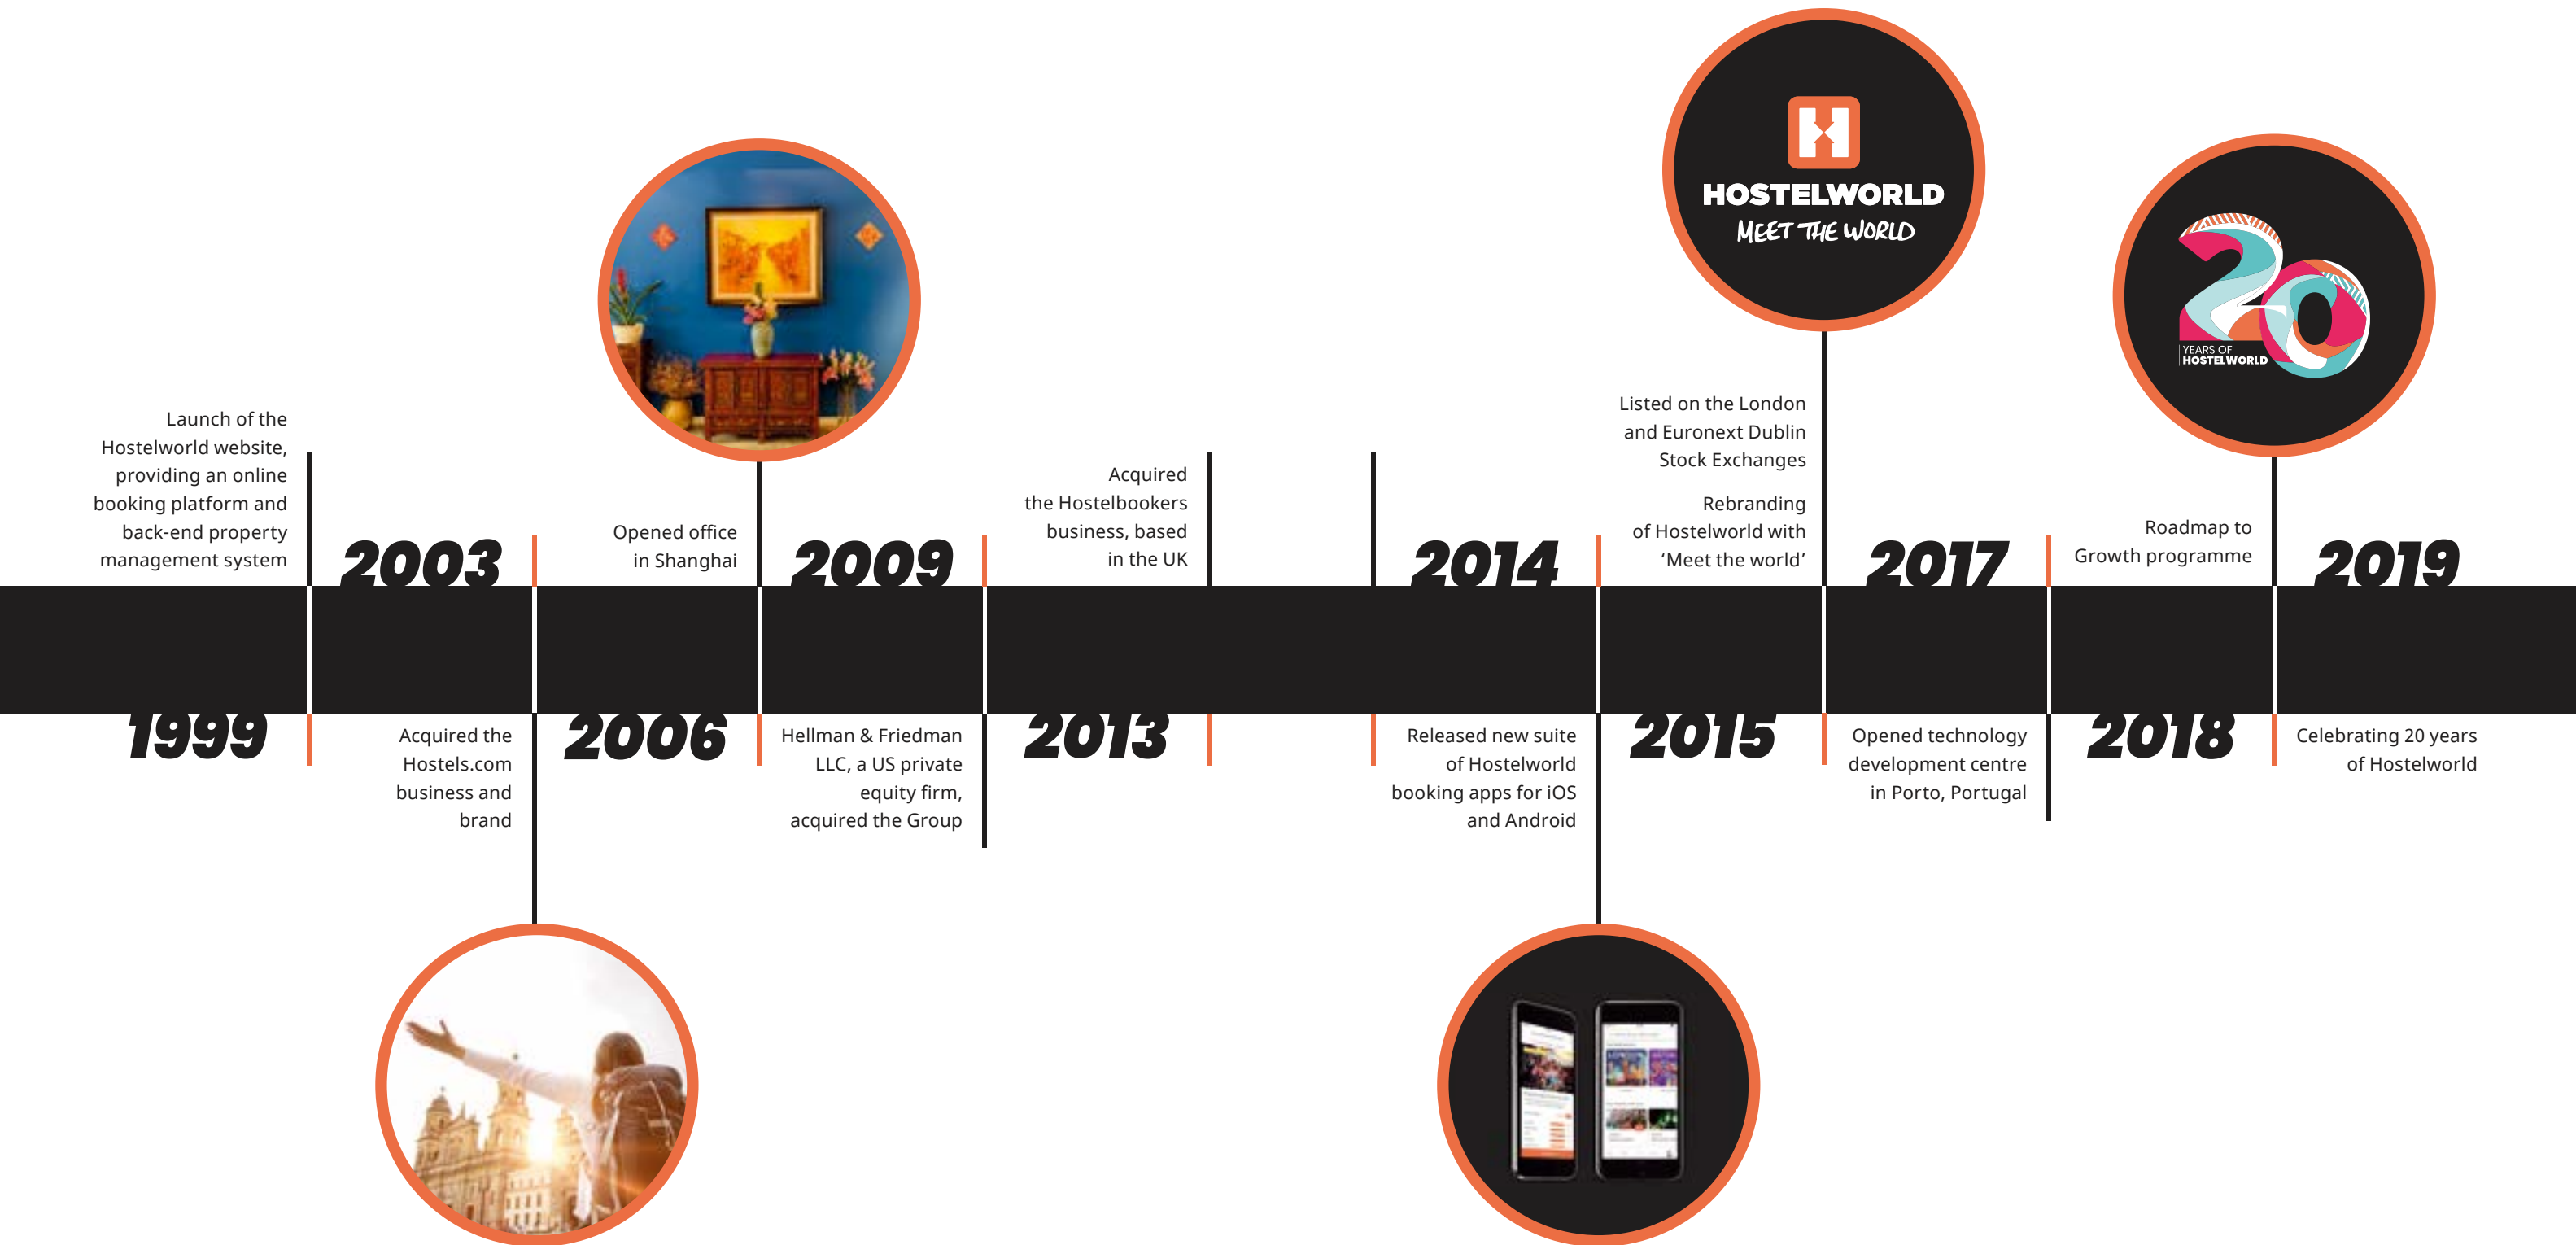 Launch of the
Hostelworld website,
providing an online
booking platform and
back-end property
management system
1999
2003
Acquired the
Hostels.com
business and
brand
Opened office
in Shanghai
2006
2009
Hellman & Friedman
LLC, a US private
equity firm,
acquired the Group
Acquired
the Hostelbookers
business, based
in the UK
2013
2014
Released new suite
of Hostelworld
booking apps for iOS
and Android
HOSTELWORLD
MEET THE WORLD
Listed on the London
and Euronext Dublin
Stock Exchanges
Rebranding
of Hostelworld with
‘Meet the world’
2015
2017
Opened technology
development centre
in Porto, Portugal
20
YEARS OF
HOSTELWORLD
Roadmap to
Growth programme
2018
2019
Celebrating 20 years
of Hostelworld